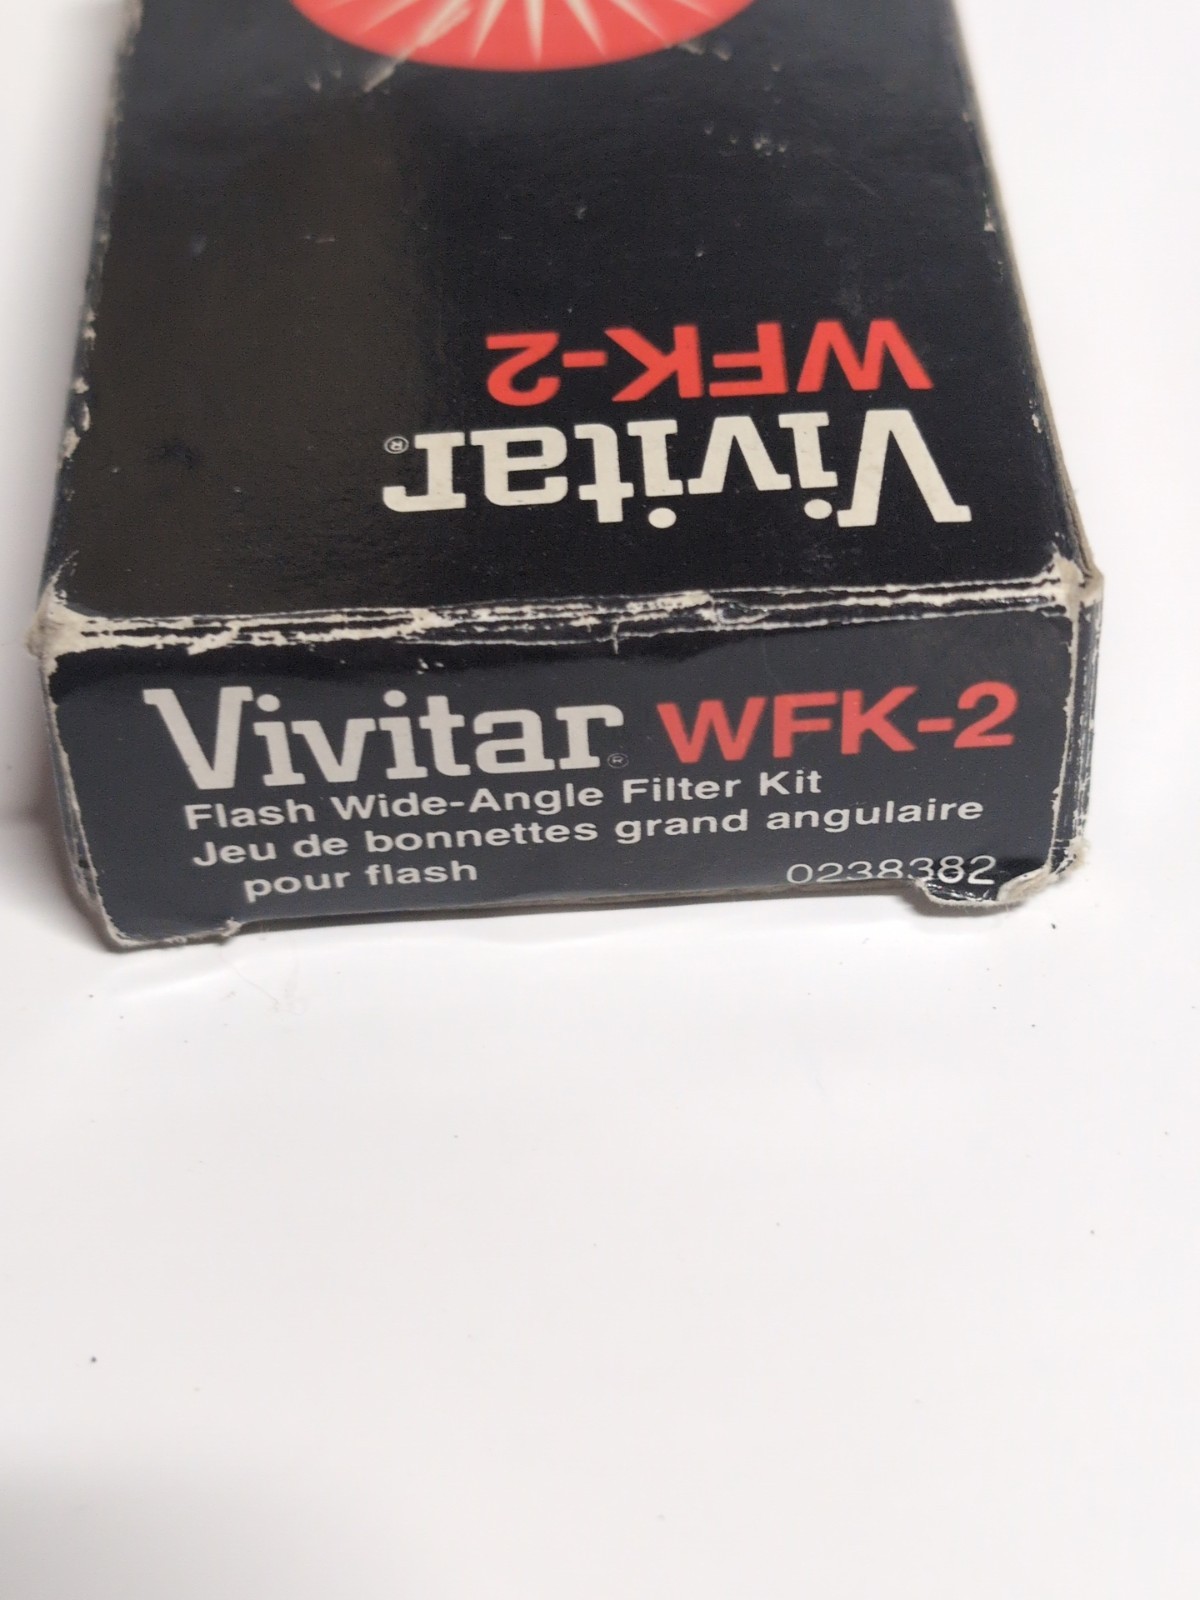 Vivitar®
WFK-2
Vivitar® WFK-2
Flash Wide-Angle Filter Kit
Jeu de bonnettes grand angulaire
pour flash 0238382